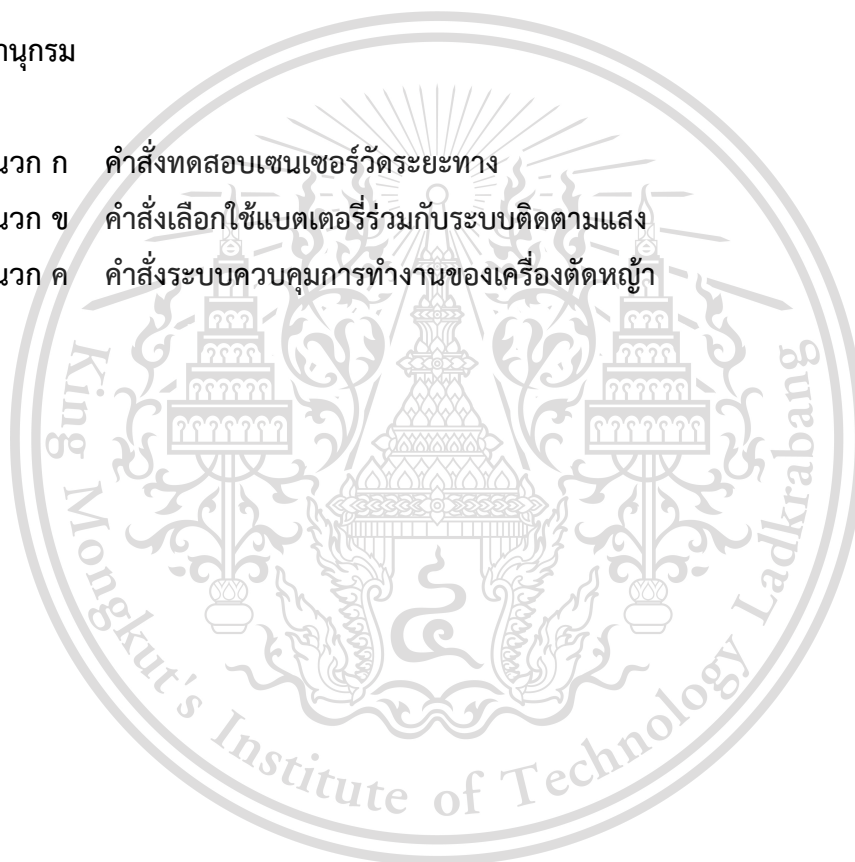 านุกรม
นวก ก คำสั่งทดสอบเซนเซอร์วัดระยะทาง
นวก ข คำสั่งเลือกใช้แบตเตอรี่ร่วมกับระบบติดตามแสง
นวก ค คำสั่งระบบควบคุมการทำงานของเครื่องตัดหญ้า
King Mongkut's Institute of Technology Ladkrabang